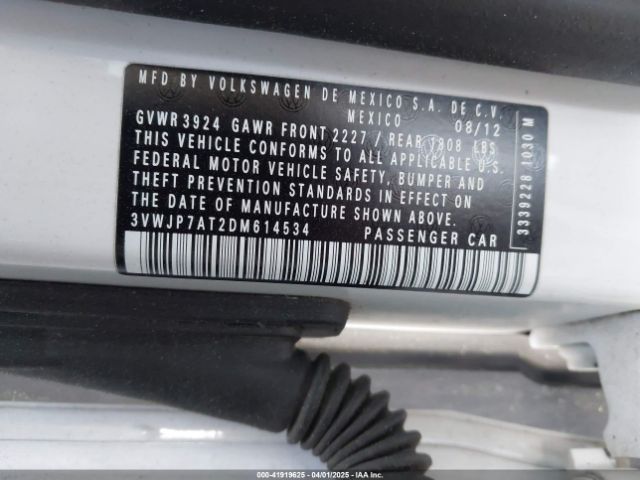 MFD BY VOLKSWAGEN DE MEXICO S.A. DE C.V.
MEXICO 08/12
GVWR 3924 GAWR FRONT 2227 / REAR 1808 LBS
THIS VEHICLE CONFORMS TO ALL APPLICABLE U.S.
FEDERAL MOTOR VEHICLE SAFETY, BUMPER AND
THEFT PREVENTION STANDARDS IN EFFECT ON
THE DATE OF MANUFACTURE SHOWN ABOVE.
3VWJP7AT2DM614534 PASSENGER CAR
3339228 1030 M
000-41919625 04/01/2025 IAAI Inc.